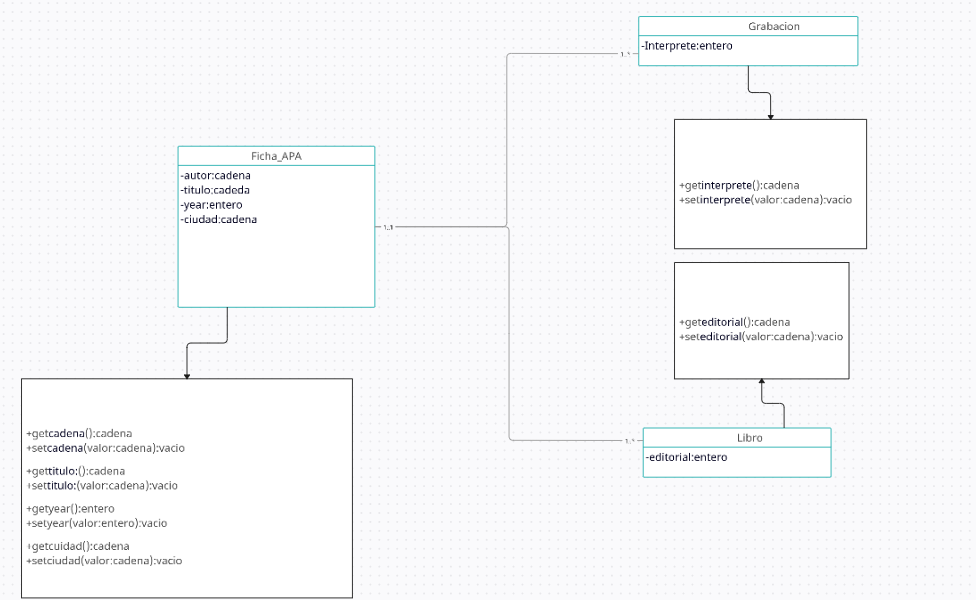 Grabacion
-Interprete:entero
1..*
+getinterprete():cadena
+setinterprete(valor:cadena):vacio
Ficha_APA
-autor:cadena
-titulo:cadeda
-year:entero
-ciudad:cadena
1..1
+geteditorial():cadena
+seteditorial(valor:cadena):vacio
+getcadena():cadena
+setcadena(valor:cadena):vacio
+gettitulo:():cadena
+settitulo:(valor:cadena):vacio
+getyear():entero
+setyear(valor:entero):vacio
+getcuidad():cadena
+setciudad(valor:cadena):vacio
1..*
Libro
-editorial:entero